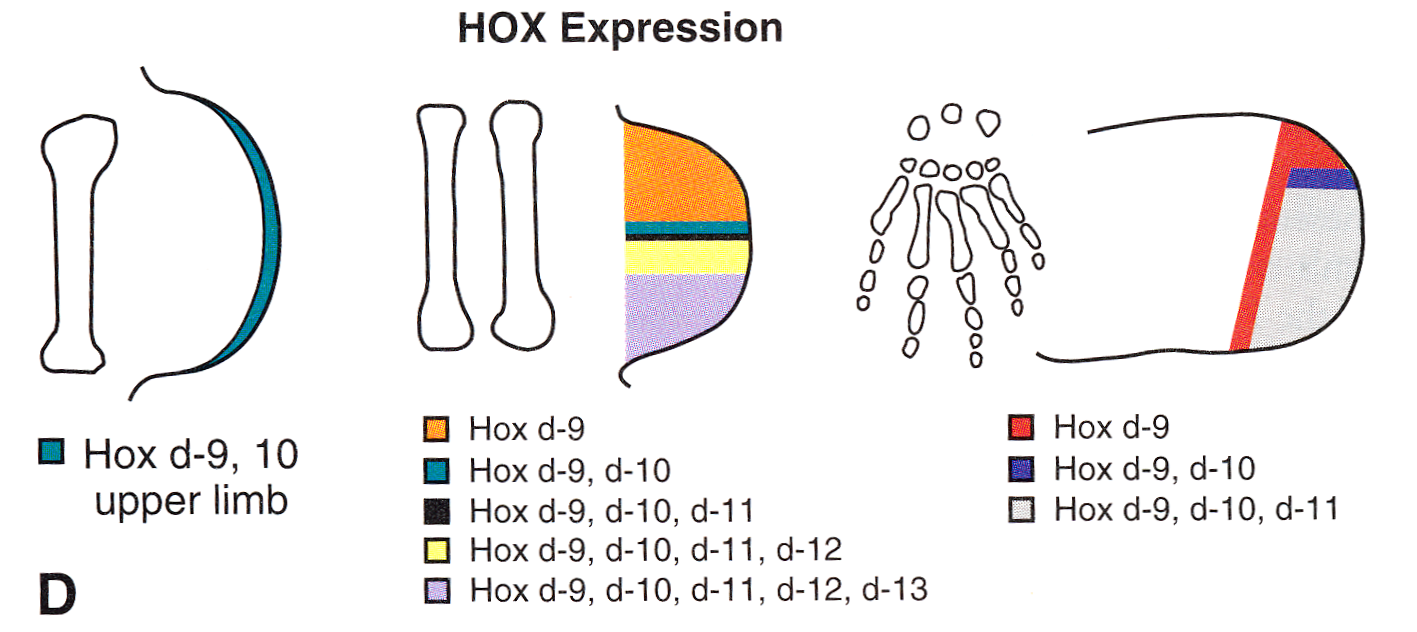 HOX Expression
Hox d-9, 10
upper limb
Hox d-9
Hox d-9, d-10
Hox d-9, d-10, d-11
Hox d-9, d-10, d-11, d-12
Hox d-9, d-10, d-11, d-12, d-13
Hox d-9
Hox d-9, d-10
Hox d-9, d-10, d-11
D